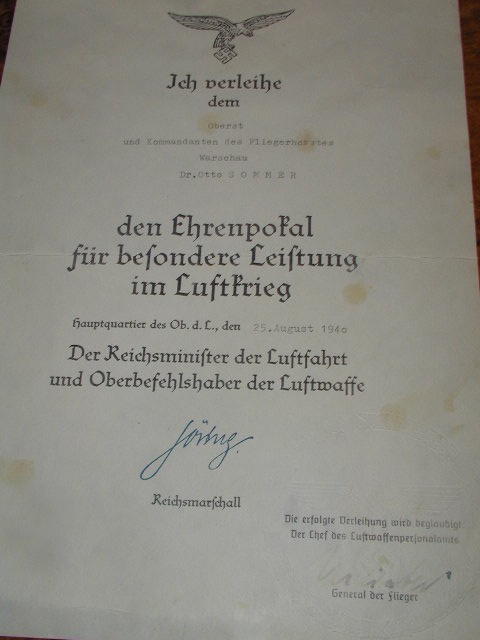 Ich verleihe
dem
Oberst
und Kommandanten des Fliegerhorstes
Warschau
Dr.Otto S O M M E R
den Ehrenpokal
für beſondere Leiſtung
im Luftkrieg
Hauptquartier des Ob. d. L., den 25.August 1940
Der Reichsminiſter der Luftfahrt
und Oberbefehlshaber der Luftwaffe
Göring.
Reichsmarſchall
Die erfolgte Verleihung wird beglaubigt
Der Chef des Luftwaffenperſonalamts
General der Flieger